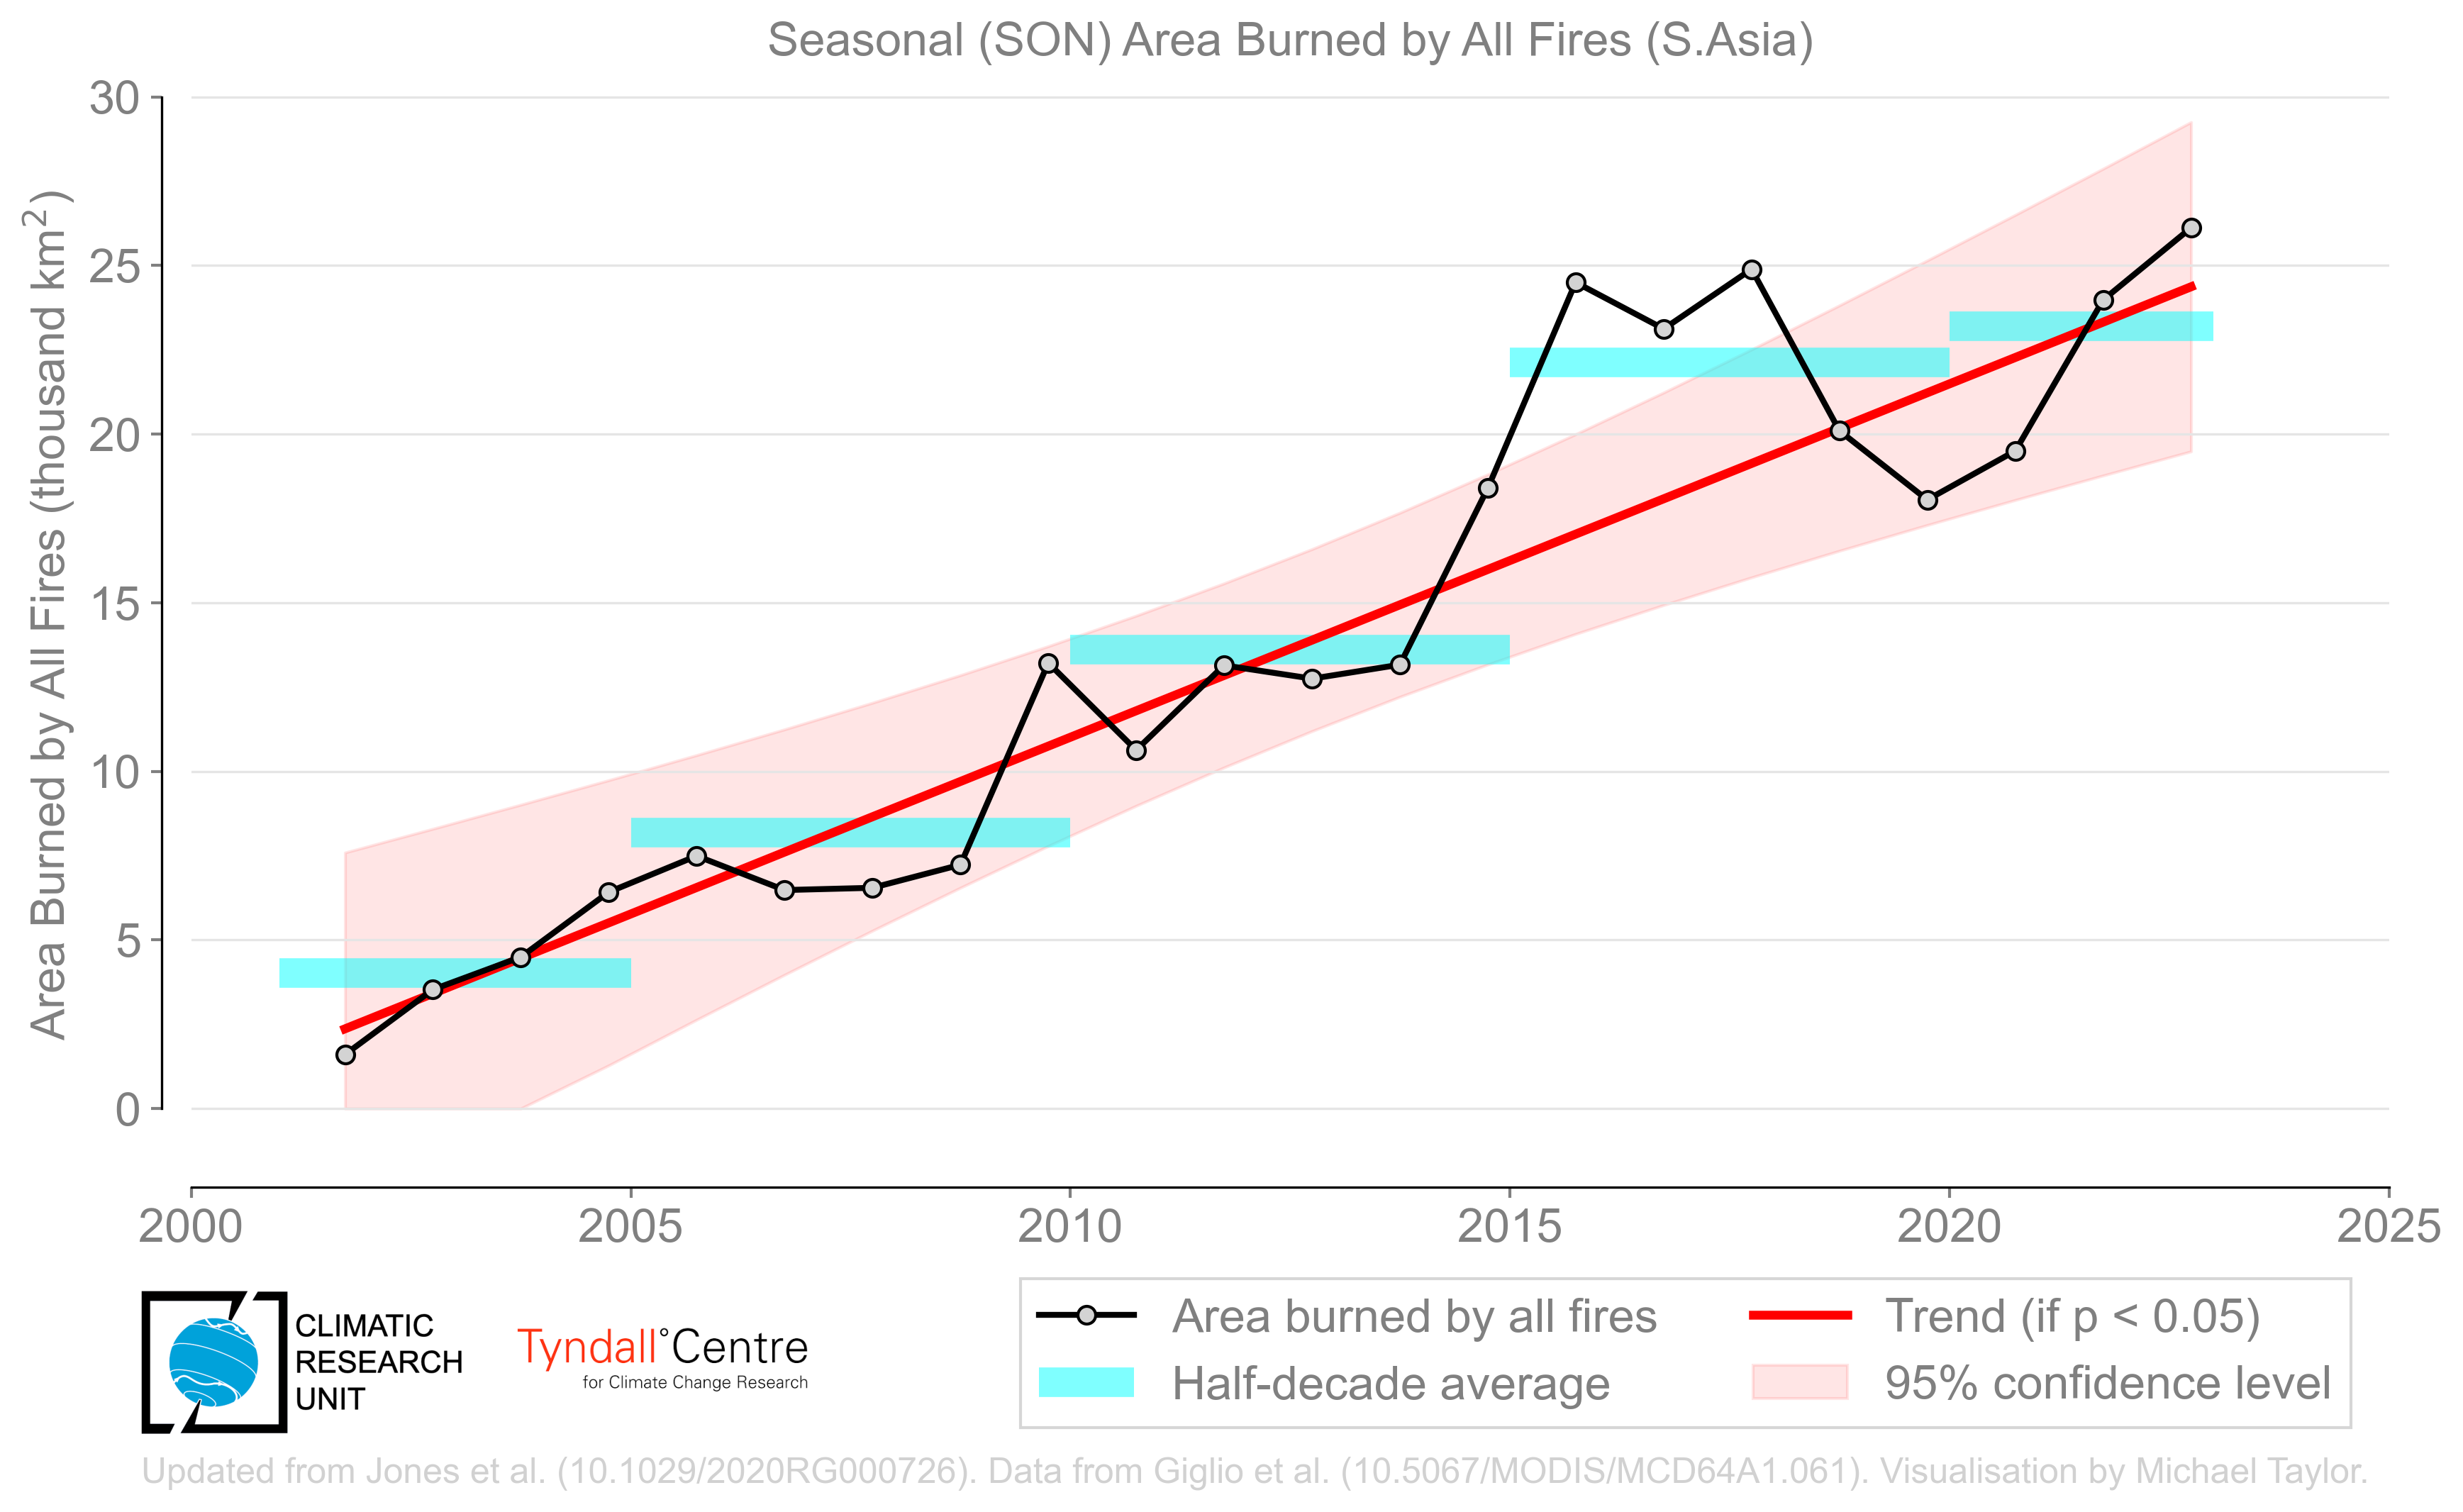 Seasonal (SON) Area Burned by All Fires (S.Asia)
Area Burned by All Fires (thousand km²)
30
25
20
15
10
5
0
2000 2005 2010 2015 2020 2025
CLIMATIC
RESEARCH
UNIT
Tyndall°Centre
for Climate Change Research
Area burned by all fires
Half-decade average
Trend (if p < 0.05)
95% confidence level
Updated from Jones et al. (10.1029/2020RG000726). Data from Giglio et al. (10.5067/MODIS/MCD64A1.061). Visualisation by Michael Taylor.